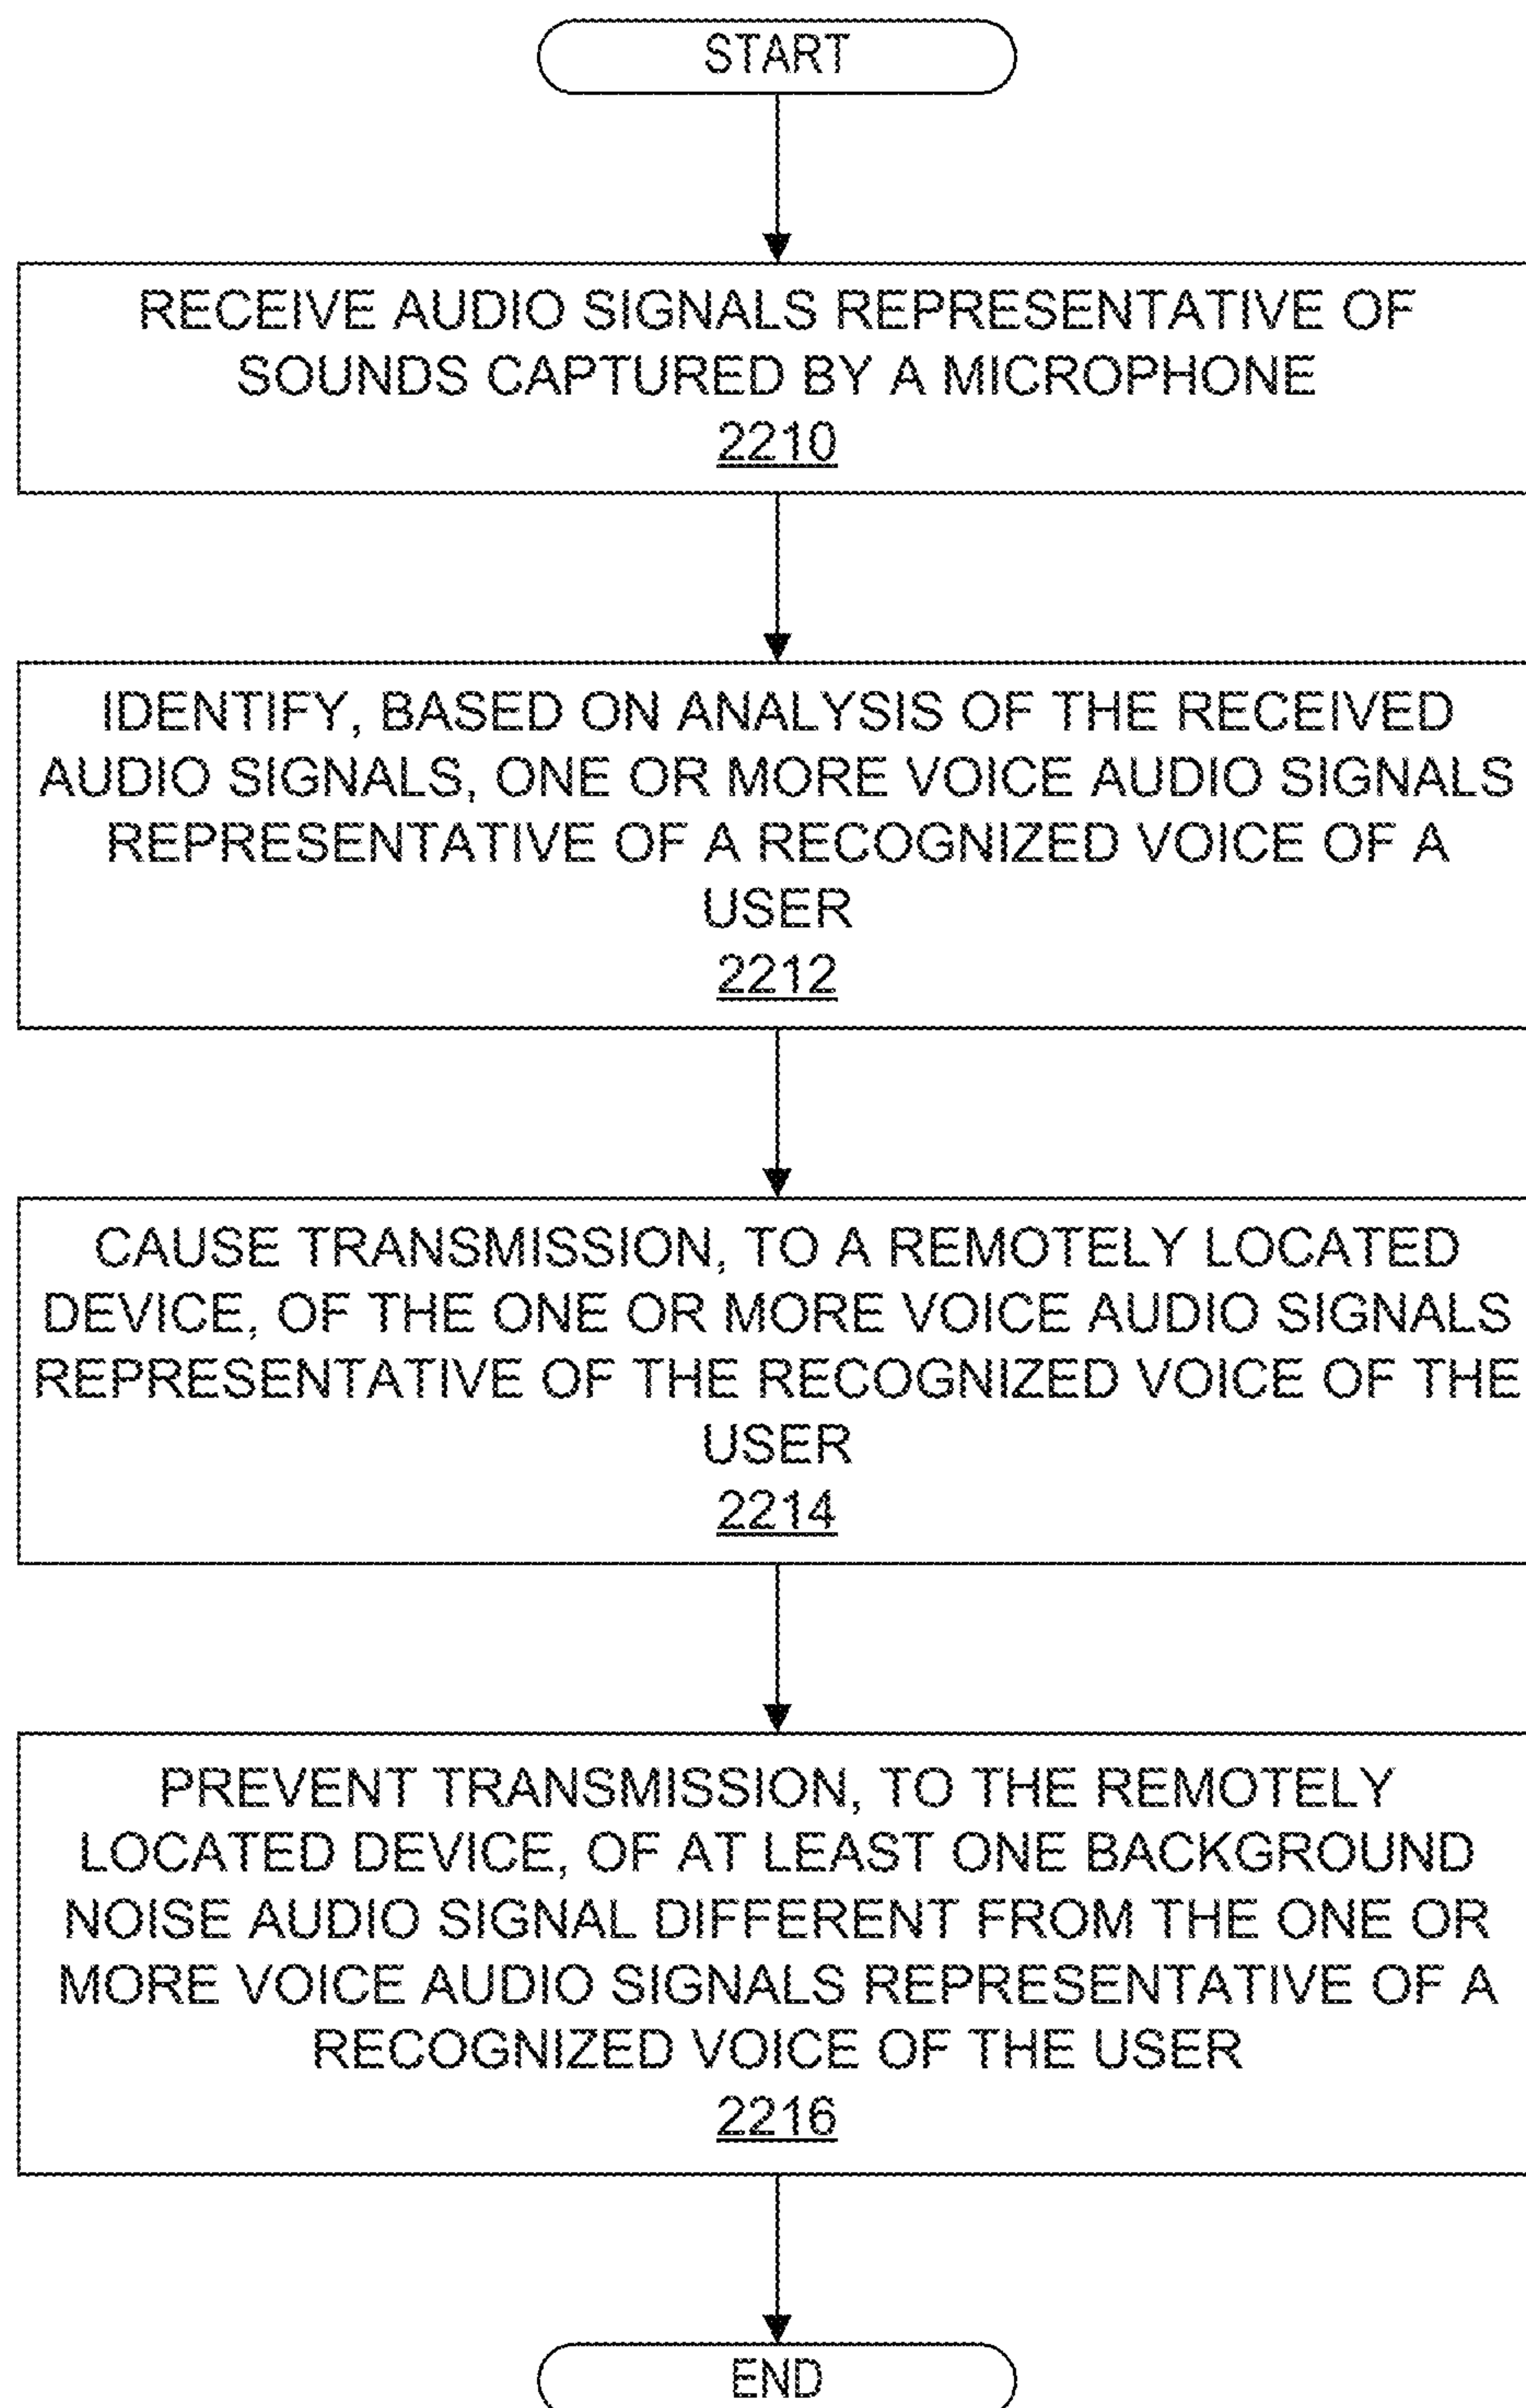 START
RECEIVE AUDIO SIGNALS REPRESENTATIVE OF
SOUNDS CAPTURED BY A MICROPHONE
2210
IDENTIFY, BASED ON ANALYSIS OF THE RECEIVED
AUDIO SIGNALS, ONE OR MORE VOICE AUDIO SIGNALS
REPRESENTATIVE OF A RECOGNIZED VOICE OF A
USER
2212
CAUSE TRANSMISSION, TO A REMOTELY LOCATED
DEVICE, OF THE ONE OR MORE VOICE AUDIO SIGNALS
REPRESENTATIVE OF THE RECOGNIZED VOICE OF THE
USER
2214
PREVENT TRANSMISSION, TO THE REMOTELY
LOCATED DEVICE, OF AT LEAST ONE BACKGROUND
NOISE AUDIO SIGNAL DIFFERENT FROM THE ONE OR
MORE VOICE AUDIO SIGNALS REPRESENTATIVE OF A
RECOGNIZED VOICE OF THE USER
2216
END